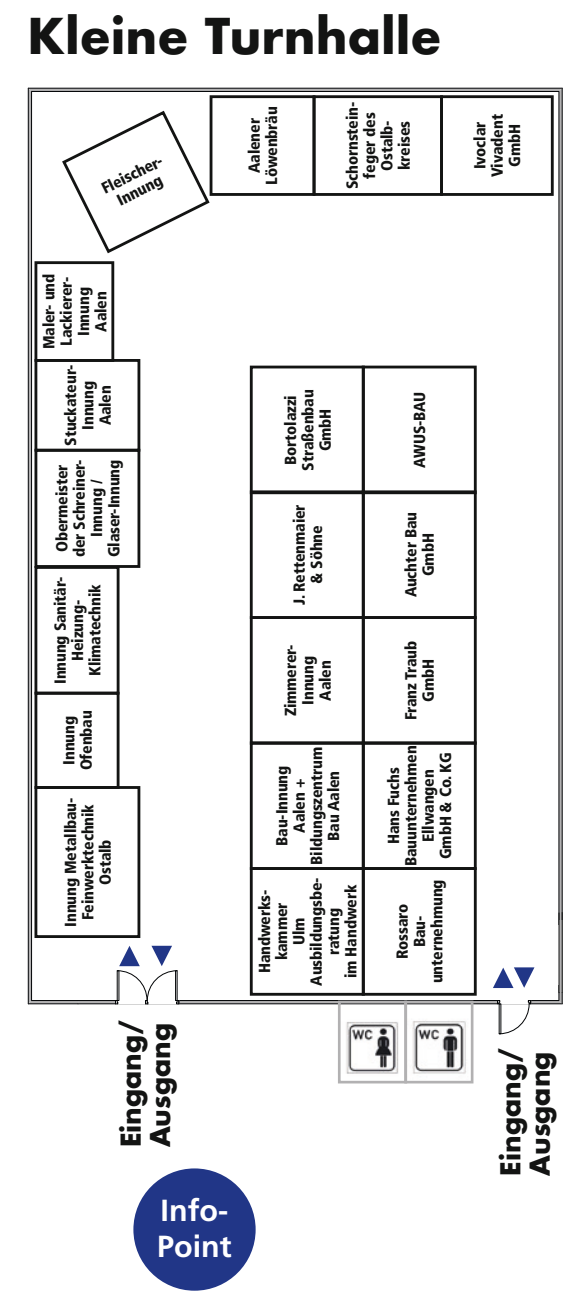 Kleine Turnhalle
Fleischer-
Innung
Aalener
Löwenbräu
Schornstein-
feger des
Ostalb-
kreises
Ivoclar
Vivadent
GmbH
Maler- und
Lackierer-
Innung
Aalen
Stuckateur-
Innung
Aalen
Obermeister
der Schreiner-
Innung /
Glaser-Innung
Innung Sanitär-
Heizung-
Klimatechnik
Innung
Ofenbau
Innung Metallbau-
Feinwerktechnik
Ostalb
Bortolazzi
Straßenbau
GmbH
AWUS-BAU
J. Rettenmaier
& Söhne
Auchter Bau
GmbH
Zimmerer-
Innung
Aalen
Franz Traub
GmbH
Bau-Innung
Aalen +
Bildungszentrum
Bau Aalen
Hans Fuchs
Bauunternehmen
Ellwangen
GmbH & Co. KG
Handwerks-
kammer
Ulm
Ausbildungsbe-
ratung
im Handwerk
Rossaro
Bau-
unternehmung
Eingang/
Ausgang
WC
WC
Eingang/
Ausgang
Info-
Point